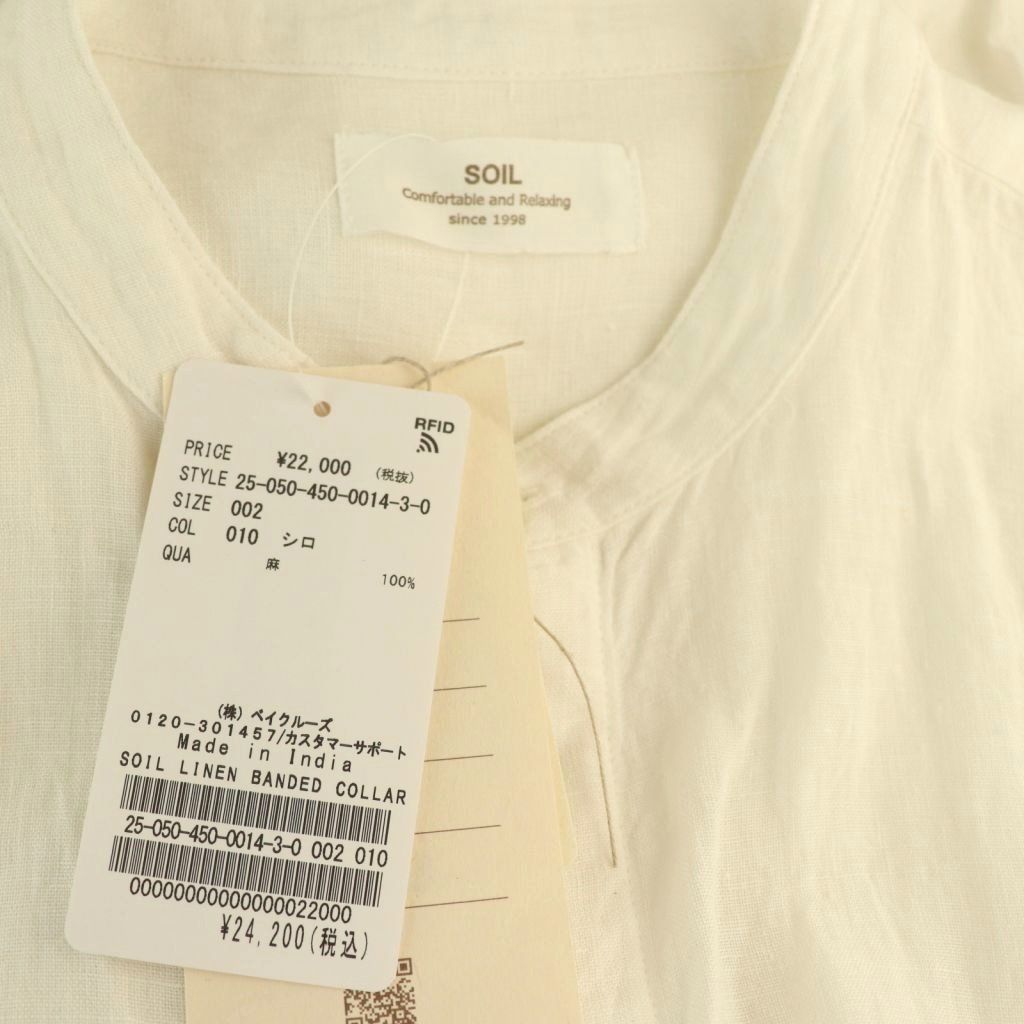 SOIL
Comfortable and Relaxing
since 1998
RFID
PRICE ¥22,000 (税抜)
STYLE 25-050-450-0014-3-0
SIZE 002
COL 010 シロ
QUA 麻 100%
(株) ベイクルーズ
0120-301457/カスタマーサポート
Made in India
SOIL LINEN BANDED COLLAR
25-050-450-0014-3-0 002 010
00000000000000022000
¥24,200(税込)